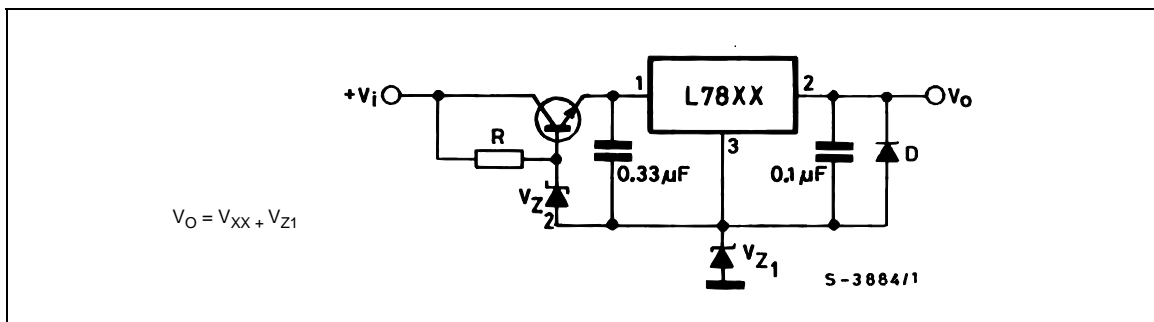 +Vi
1
L78XX
2
Vo
R
3
0.33µF
0.1µF
D
VZ2
VO = VXX + VZ1
VZ1
S-3884/1